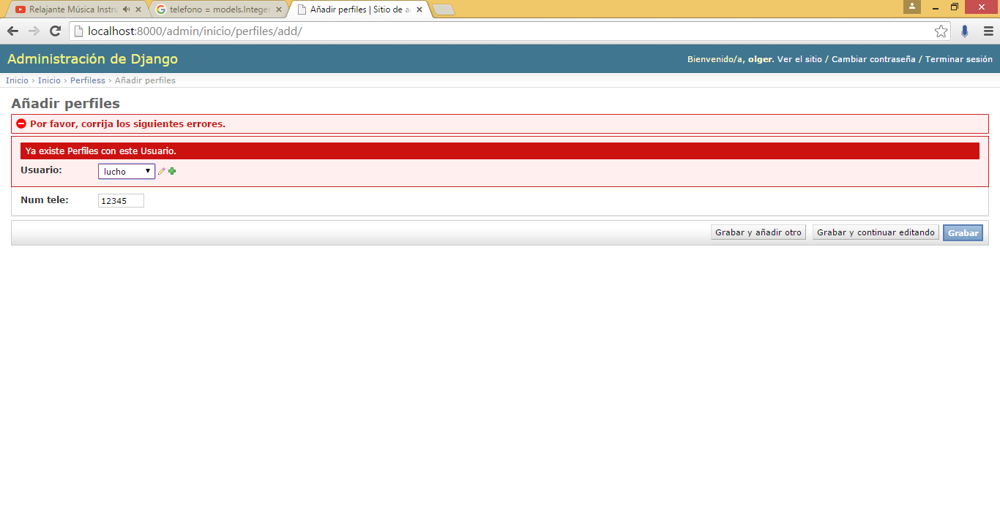 Relajante Música Instru
telefono = models.Integer
Añadir perfiles | Sitio de a
localhost:8000/admin/inicio/perfiles/add/
Administración de Django
Bienvenido/a, olger. Ver el sitio / Cambiar contraseña / Terminar sesión
Inicio › Inicio › Perfiless › Añadir perfiles
Añadir perfiles
Por favor, corrija los siguientes errores.
Ya existe Perfiles con este Usuario.
Usuario: lucho
Num tele: 12345
Grabar y añadir otro Grabar y continuar editando Grabar